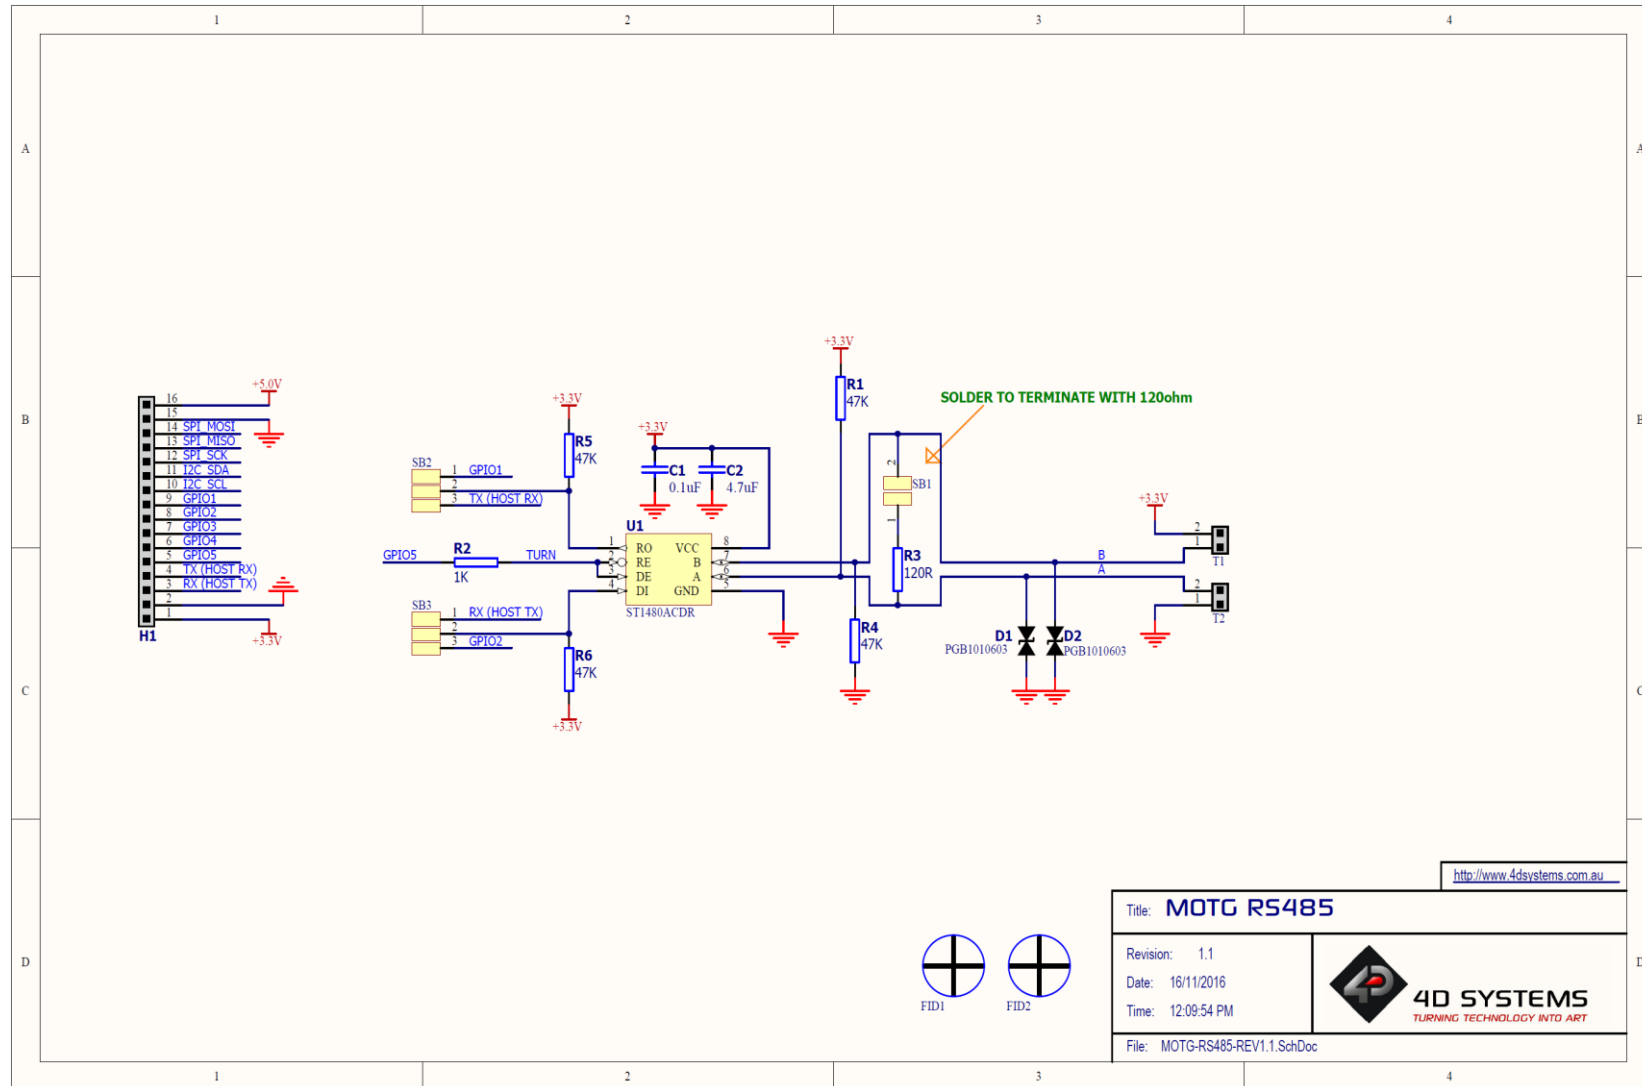 1 2 3 4
A A
B B
C C
D D
+5.0V
16
15
14 SPI_MOSI
13 SPI_MISO
12 SPI_SCK
11 I2C_SDA
10 I2C_SCL
9 GPIO1
8 GPIO2
7 GPIO3
6 GPIO4
5 GPIO5
4 TX (HOST RX)
3 RX (HOST TX)
2
1
H1
+3.3V
+3.3V
R5
47K
SB2
1 GPIO1
2
3 TX (HOST RX)
GPIO5
R2
1K
TURN
SB3
1 RX (HOST TX)
2
3 GPIO2
R6
47K
+3.3V
+3.3V
C1
0.1uF
C2
4.7uF
U1
1 RO VCC 8
2 RE B 7
3 DE A 6
4 DI GND 5
ST1480ACDR
+3.3V
R1
47K
SOLDER TO TERMINATE WITH 120ohm
2
SB1
1
R3
120R
R4
47K
B
A
D1
PGB1010603
D2
PGB1010603
+3.3V
2
1
T1
2
1
T2
FID1
FID2
http://www.4dsystems.com.au
Title: MOTG RS485
Revision: 1.1
Date: 16/11/2016
Time: 12:09:54 PM
4D SYSTEMS
TURNING TECHNOLOGY INTO ART
File: MOTG-RS485-REV1.1.SchDoc
1 2 3 4